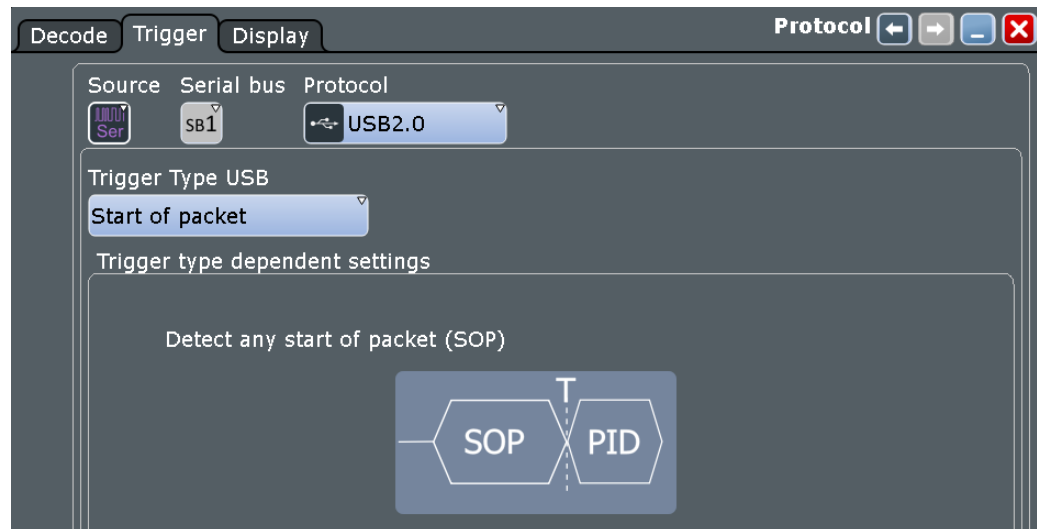 Decode Trigger Display Protocol
Source Serial bus Protocol
Ser SB1 USB2.0
Trigger Type USB
Start of packet
Trigger type dependent settings
Detect any start of packet (SOP)
T
SOP PID